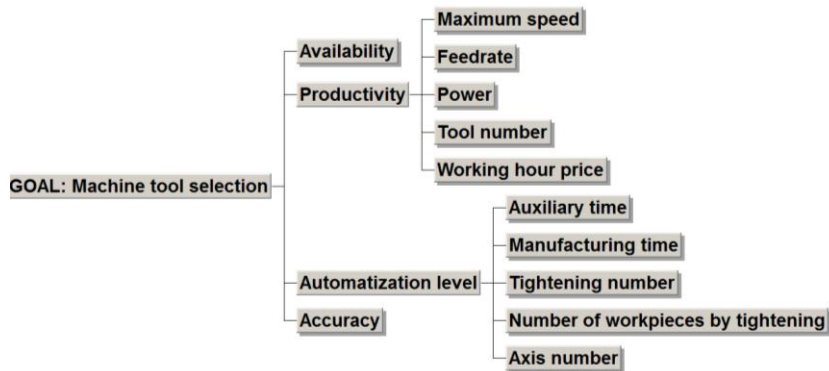 Maximum speed
Availability
Feedrate
Productivity
Power
Tool number
Working hour price
GOAL: Machine tool selection
Auxiliary time
Manufacturing time
Automatization level
Tightening number
Accuracy
Number of workpieces by tightening
Axis number